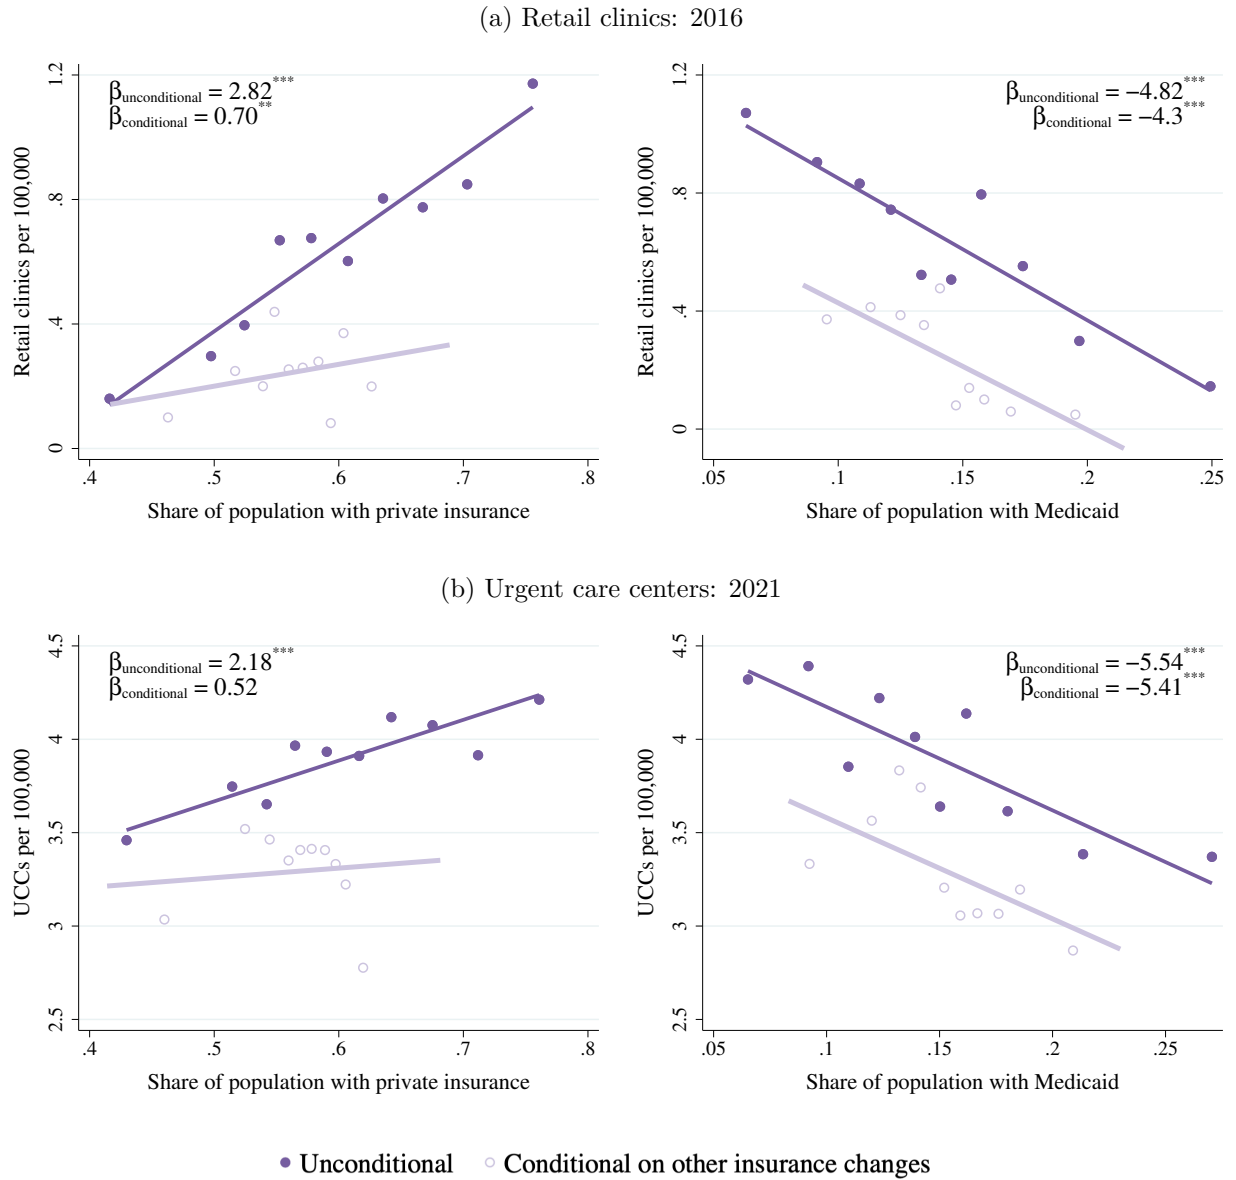 (a) Retail clinics: 2016
βunconditional = 2.82***
βconditional = 0.70**
Retail clinics per 100,000
1.2
.8
.4
0
.4 .5 .6 .7 .8
Share of population with private insurance
βunconditional = −4.82***
βconditional = −4.3***
Retail clinics per 100,000
1.2
.8
.4
0
.05 .1 .15 .2 .25
Share of population with Medicaid
(b) Urgent care centers: 2021
βunconditional = 2.18***
βconditional = 0.52
UCCs per 100,000
4.5
4
3.5
3
2.5
.4 .5 .6 .7 .8
Share of population with private insurance
βunconditional = −5.54***
βconditional = −5.41***
UCCs per 100,000
4.5
4
3.5
3
2.5
.05 .1 .15 .2 .25
Share of population with Medicaid
Unconditional Conditional on other insurance changes